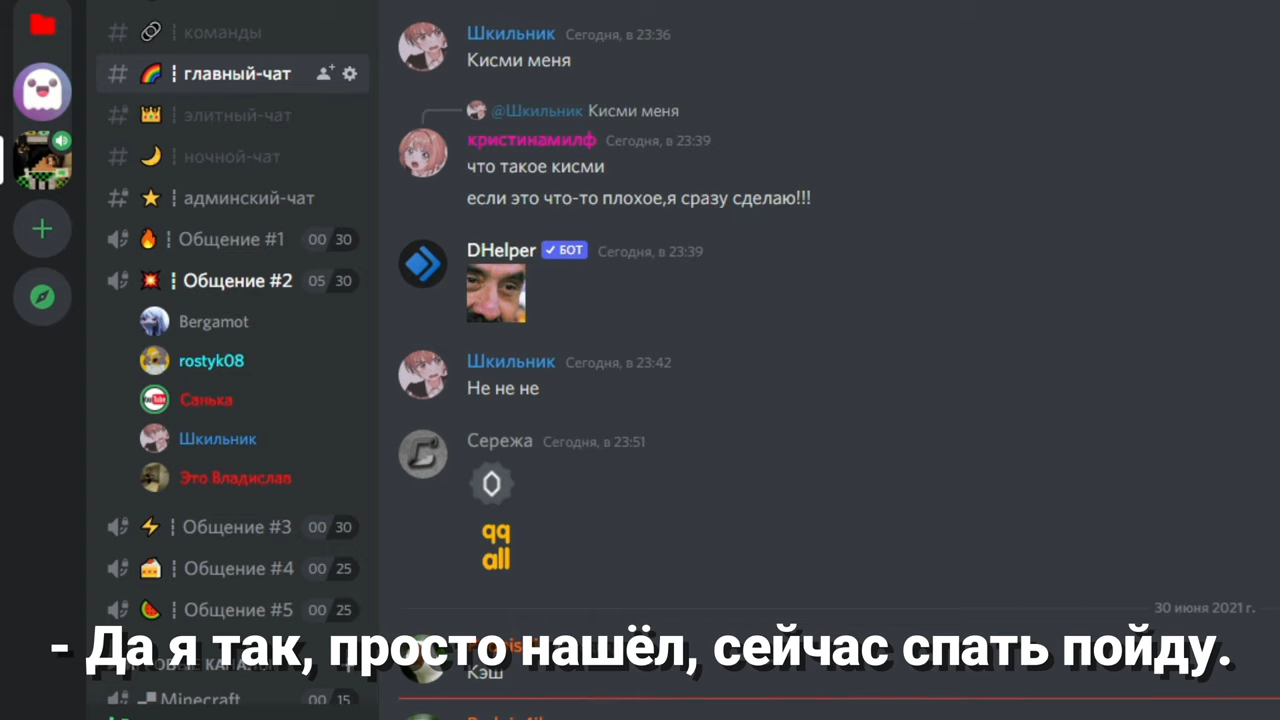 команды
главный-чат
элитный-чат
ночной-чат
админский-чат
Общение #1 00 30
Общение #2 05 30
Bergamot
rostyk08
Санька
Шкильник
Это Владислав
Общение #3 00 30
Общение #4 00 25
Общение #5 00 25
Minecraft 00 15
Шкильник Сегодня, в 23:36
Кисми меня
@Шкильник Кисми меня
кристинамилф Сегодня, в 23:39
что такое кисми
если это что-то плохое,я сразу сделаю!!!
DHelper БОТ Сегодня, в 23:39
Шкильник Сегодня, в 23:42
Не не не
Сережа Сегодня, в 23:51
qq
all
30 июня 2021 г.
Кэш
- Да я так, просто нашёл, сейчас спать пойду.